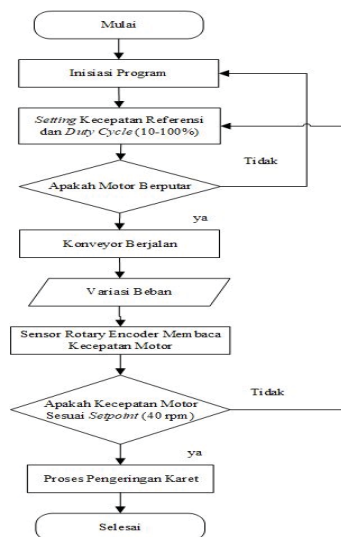 Mulai
Inisiasi Program
Setting Kecepatan Referensi
dan Duty Cycle (10-100%)
Tidak
Apakah Motor Berputar
ya
Konveyor Berjalan
Variasi Beban
Sensor Rotary Encoder Membaca
Kecepatan Motor
Tidak
Apakah Kecepatan Motor
Sesuai Setpoint (40 rpm)
ya
Proses Pengeringan Karet
Selesai